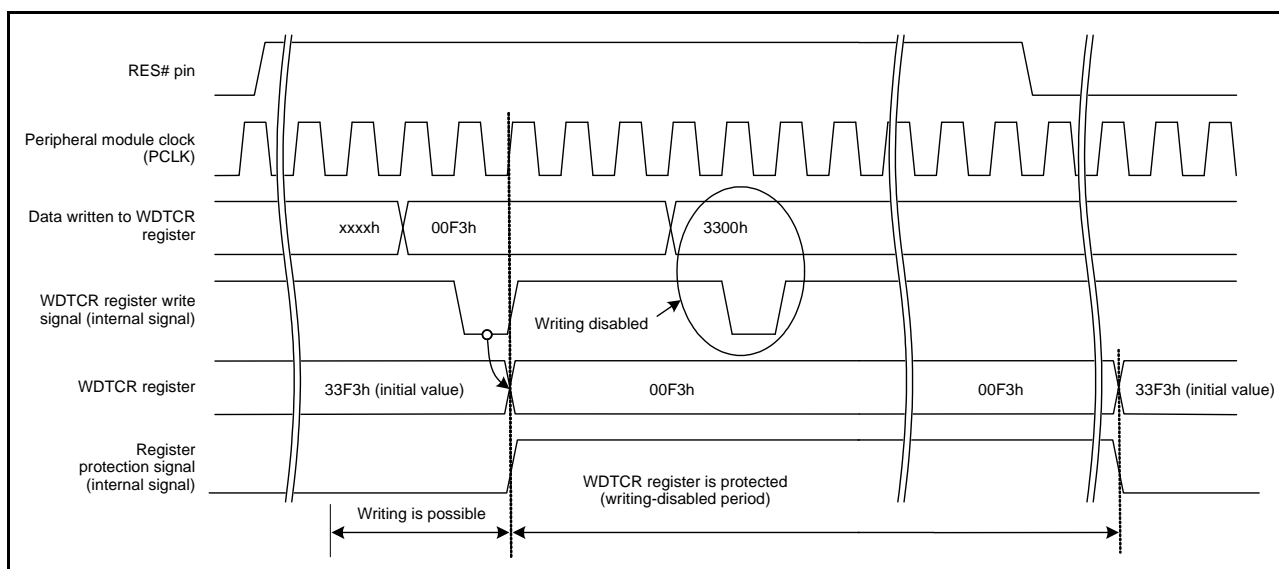 RES# pin
Peripheral module clock
(PCLK)
Data written to WDTCR
register
xxxxh
00F3h
3300h
WDTCR register write
signal (internal signal)
Writing disabled
WDTCR register
33F3h (initial value)
00F3h
00F3h
33F3h (initial value)
Register
protection signal
(internal signal)
WDTCR register is protected
(writing-disabled period)
Writing is possible